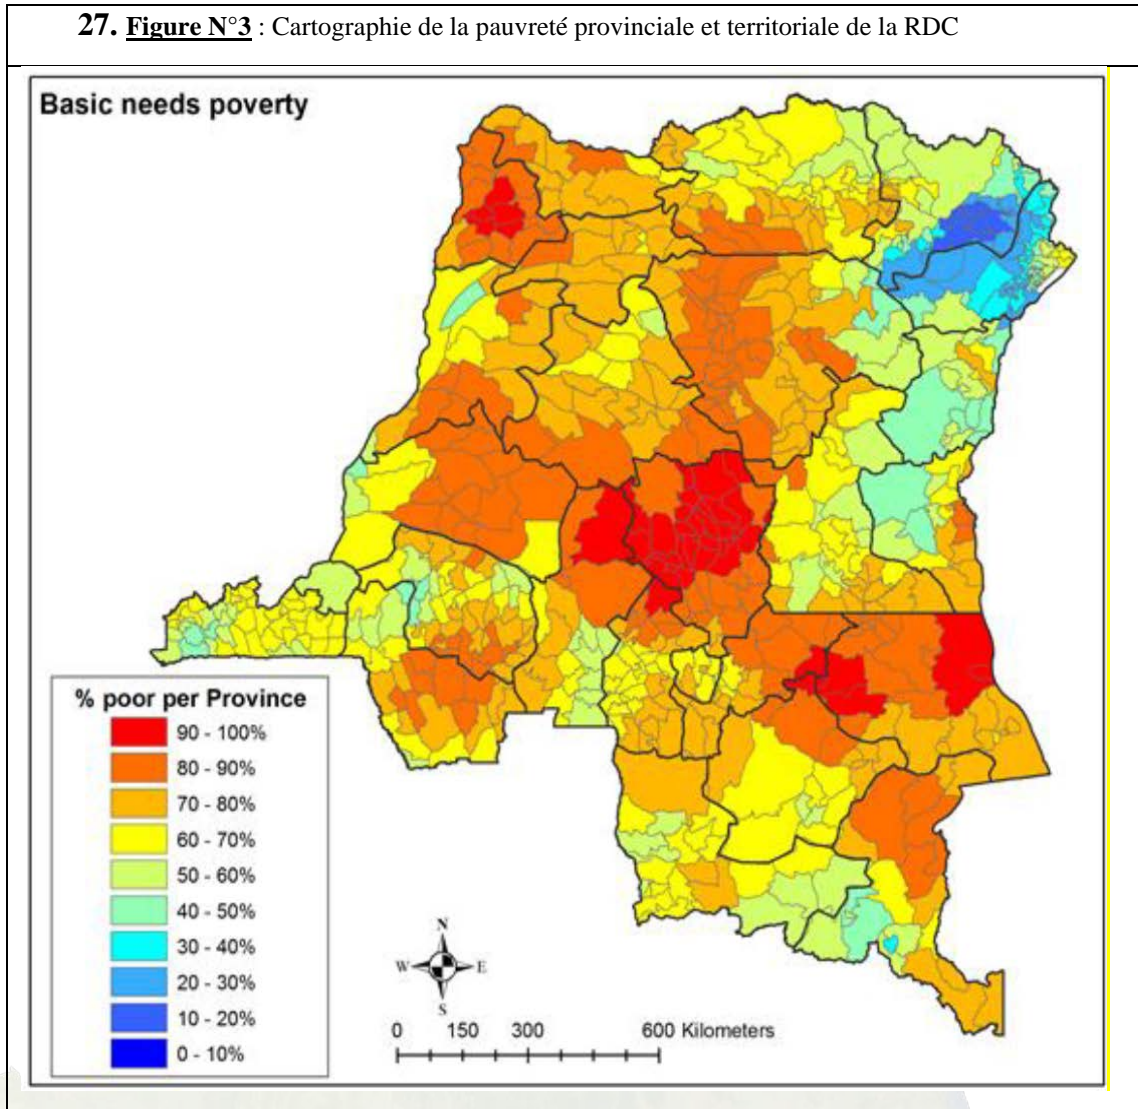 27. Figure N°3 : Cartographie de la pauvreté provinciale et territoriale de la RDC
Basic needs poverty
% poor per Province
90 - 100%
80 - 90%
70 - 80%
60 - 70%
50 - 60%
40 - 50%
30 - 40%
20 - 30%
10 - 20%
0 - 10%
N
W E
S
0 150 300 600 Kilometers